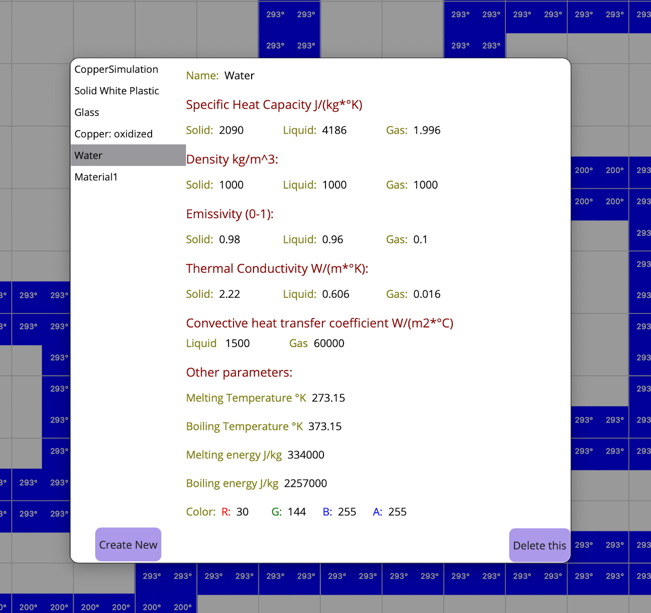 293° 293° 293° 293° 293° 293° 293° 293°
293° 293° 293° 293°
CopperSimulation
Solid White Plastic
Glass
Copper: oxidized
Water
Material1
Name: Water
Specific Heat Capacity J/(kg*°K)
Solid: 2090 Liquid: 4186 Gas: 1.996
Density kg/m^3:
Solid: 1000 Liquid: 1000 Gas: 1000
Emissivity (0-1):
Solid: 0.98 Liquid: 0.96 Gas: 0.1
Thermal Conductivity W/(m*°K):
Solid: 2.22 Liquid: 0.606 Gas: 0.016
Convective heat transfer coefficient W/(m2*°C)
Liquid 1500 Gas 60000
Other parameters:
Melting Temperature °K 273.15
Boiling Temperature °K 373.15
Melting energy J/kg 334000
Boiling energy J/kg 2257000
Color: R: 30 G: 144 B: 255 A: 255
Create New
Delete this
200° 200° 293°
200° 200° 293°
293°
293°
293°
293°
293°
293°
293° 293° 293°
293° 293° 293°
293° 293°
293° 293°
293°
293°
293°
293°
293° 293°
293° 293°
293° 293° 293°
293° 293° 293° 293° 293° 293° 293° 293° 293° 293° 293° 293° 293° 293° 293° 293°
200° 200° 200° 200° 200°